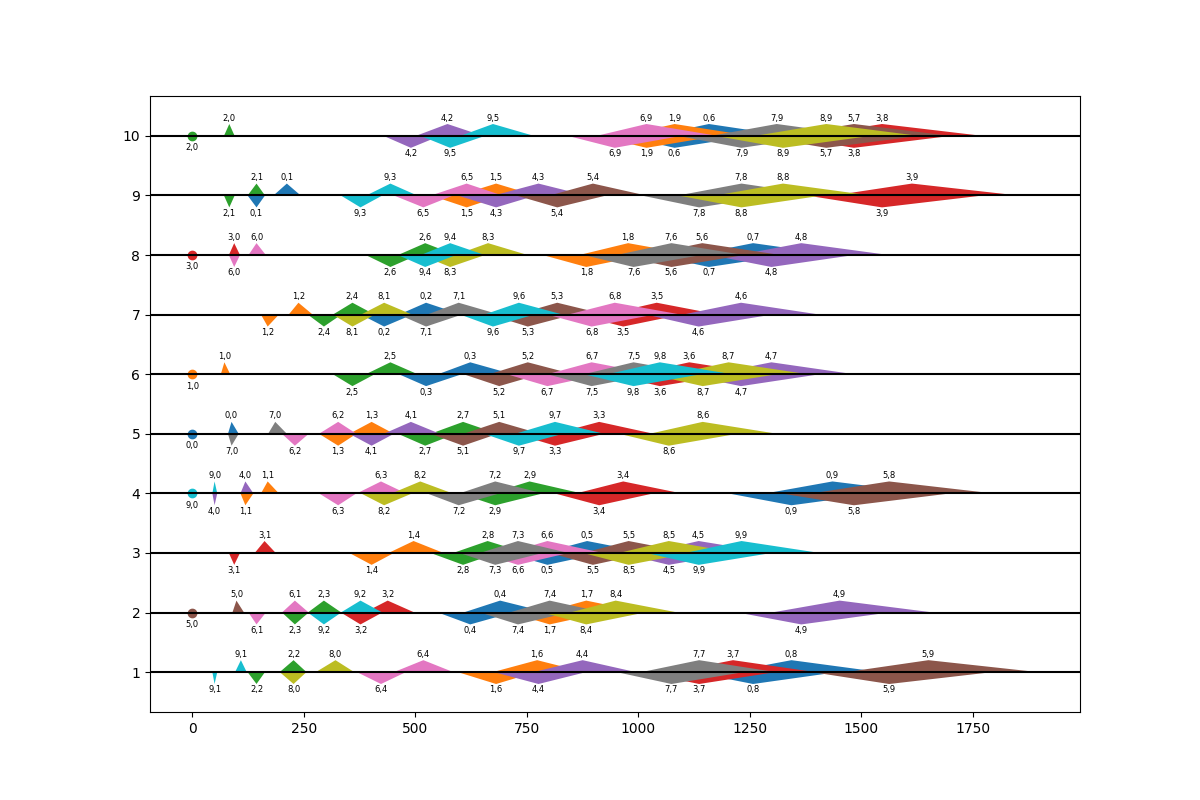 2,0 4,2 9,5 6,9 1,9 0,6 7,9 8,9 5,7 3,8
10
2,0 4,2 9,5 6,9 1,9 0,6 7,9 8,9 5,7 3,8
2,1 0,1 9,3 6,5 1,5 4,3 5,4 7,8 8,8 3,9
9
2,1 0,1 9,3 6,5 1,5 4,3 5,4 7,8 8,8 3,9
3,0 6,0 2,6 9,4 8,3 1,8 7,6 5,6 0,7 4,8
8
3,0 6,0 2,6 9,4 8,3 1,8 7,6 5,6 0,7 4,8
1,2 2,4 8,1 0,2 7,1 9,6 5,3 6,8 3,5 4,6
7
1,2 2,4 8,1 0,2 7,1 9,6 5,3 6,8 3,5 4,6
1,0 2,5 0,3 5,2 6,7 7,5 9,8 3,6 8,7 4,7
6
1,0 2,5 0,3 5,2 6,7 7,5 9,8 3,6 8,7 4,7
0,0 7,0 6,2 1,3 4,1 2,7 5,1 9,7 3,3 8,6
5
0,0 7,0 6,2 1,3 4,1 2,7 5,1 9,7 3,3 8,6
9,0 4,0 1,1 6,3 8,2 7,2 2,9 3,4 0,9 5,8
4
9,0 4,0 1,1 6,3 8,2 7,2 2,9 3,4 0,9 5,8
3,1 1,4 2,8 7,3 6,6 0,5 5,5 8,5 4,5 9,9
3
3,1 1,4 2,8 7,3 6,6 0,5 5,5 8,5 4,5 9,9
5,0 6,1 2,3 9,2 3,2 0,4 7,4 1,7 8,4 4,9
2
5,0 6,1 2,3 9,2 3,2 0,4 7,4 1,7 8,4 4,9
9,1 2,2 8,0 6,4 1,6 4,4 7,7 3,7 0,8 5,9
1
9,1 2,2 8,0 6,4 1,6 4,4 7,7 3,7 0,8 5,9
0 250 500 750 1000 1250 1500 1750